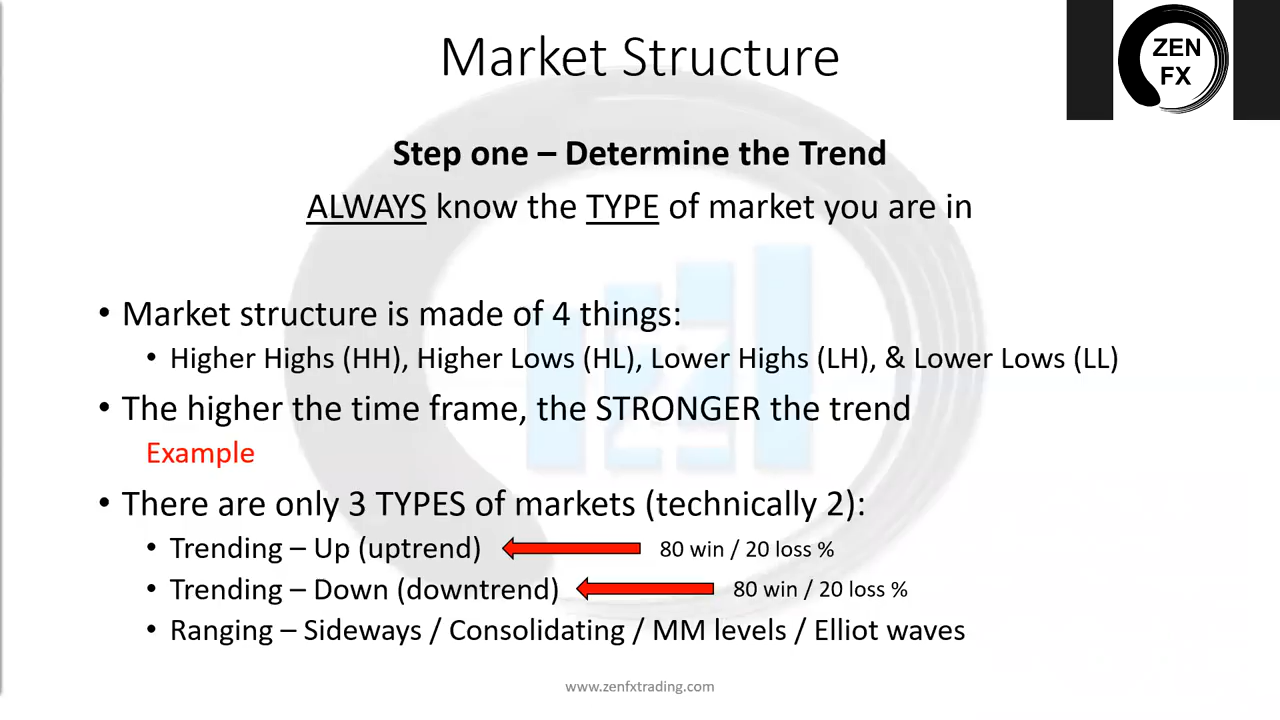 Market Structure
ZEN
FX
Step one – Determine the Trend
ALWAYS know the TYPE of market you are in
• Market structure is made of 4 things:
• Higher Highs (HH), Higher Lows (HL), Lower Highs (LH), & Lower Lows (LL)
• The higher the time frame, the STRONGER the trend
Example
• There are only 3 TYPES of markets (technically 2):
• Trending – Up (uptrend) 80 win / 20 loss %
• Trending – Down (downtrend) 80 win / 20 loss %
• Ranging – Sideways / Consolidating / MM levels / Elliot waves
www.zenfxtrading.com